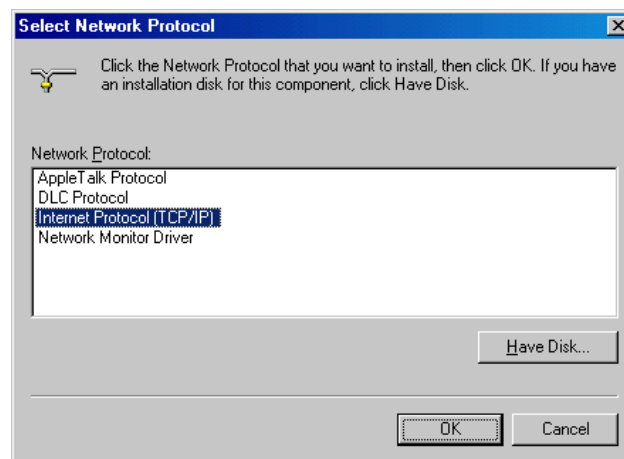 Select Network Protocol
Click the Network Protocol that you want to install, then click OK. If you have
an installation disk for this component, click Have Disk.
Network Protocol:
AppleTalk Protocol
DLC Protocol
Internet Protocol (TCP/IP)
Network Monitor Driver
Have Disk...
OK
Cancel